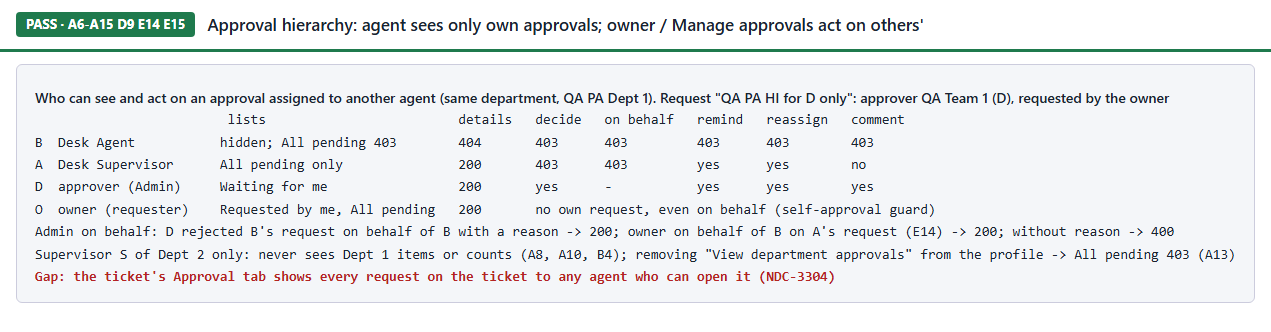 PASS · A6-A15 D9 E14 E15 Approval hierarchy: agent sees only own approvals; owner / Manage approvals act on others'
Who can see and act on an approval assigned to another agent (same department, QA PA Dept 1). Request "QA PA HI for D only": approver QA Team 1 (D), requested by the owner
lists details decide on behalf remind reassign comment
B Desk Agent hidden; All pending 403 404 403 403 403 403 403
A Desk Supervisor All pending only 200 403 403 yes yes no
D approver (Admin) Waiting for me 200 yes - yes yes yes
O owner (requester) Requested by me, All pending 200 no own request, even on behalf (self-approval guard)
Admin on behalf: D rejected B's request on behalf of B with a reason -> 200; owner on behalf of B on A's request (E14) -> 200; without reason -> 400
Supervisor S of Dept 2 only: never sees Dept 1 items or counts (A8, A10, B4); removing "View department approvals" from the profile -> All pending 403 (A13)
Gap: the ticket's Approval tab shows every request on the ticket to any agent who can open it (NDC-3304)